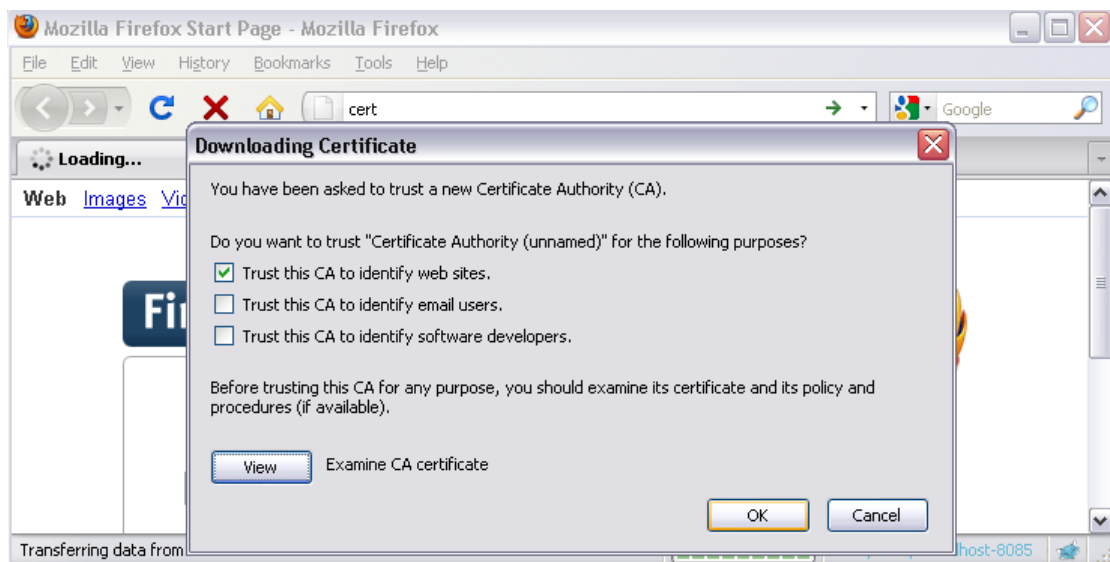 Mozilla Firefox Start Page - Mozilla Firefox
File Edit View History Bookmarks Tools Help
cert
Google
Loading...
Downloading Certificate
Web Images
You have been asked to trust a new Certificate Authority (CA).
Do you want to trust "Certificate Authority (unnamed)" for the following purposes?
Trust this CA to identify web sites.
Trust this CA to identify email users.
Trust this CA to identify software developers.
Before trusting this CA for any purpose, you should examine its certificate and its policy and
procedures (if available).
View Examine CA certificate
OK Cancel
Transferring data from
host-8085